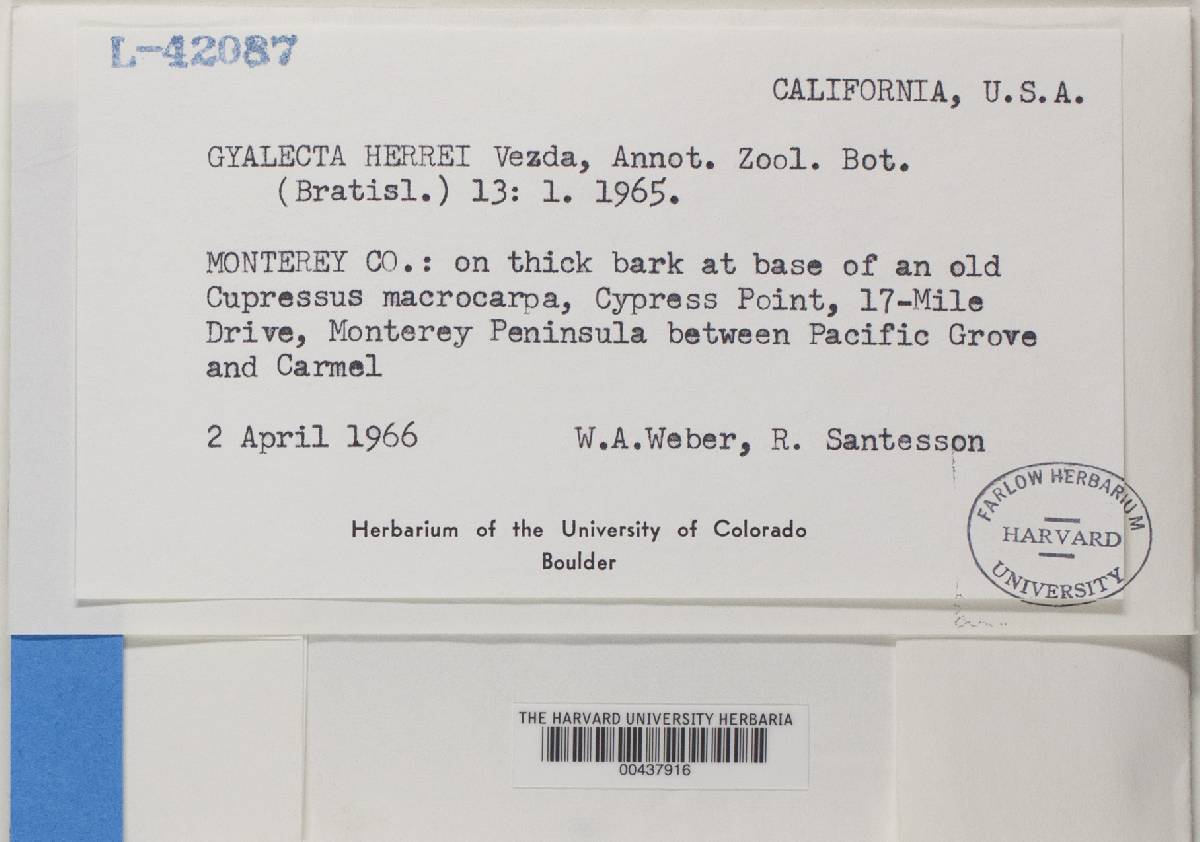 L-42087
CALIFORNIA, U.S.A.
GYALECTA HERREI Vezda, Annot. Zool. Bot.
(Bratisl.) 13: 1. 1965.
MONTEREY CO.: on thick bark at base of an old
Cupressus macrocarpa, Cypress Point, 17-Mile
Drive, Monterey Peninsula between Pacific Grove
and Carmel
2 April 1966 W.A.Weber, R. Santesson
Herbarium of the University of Colorado
Boulder
FARLOW HERBARIUM
HARVARD
UNIVERSITY
THE HARVARD UNIVERSITY HERBARIA
00437916